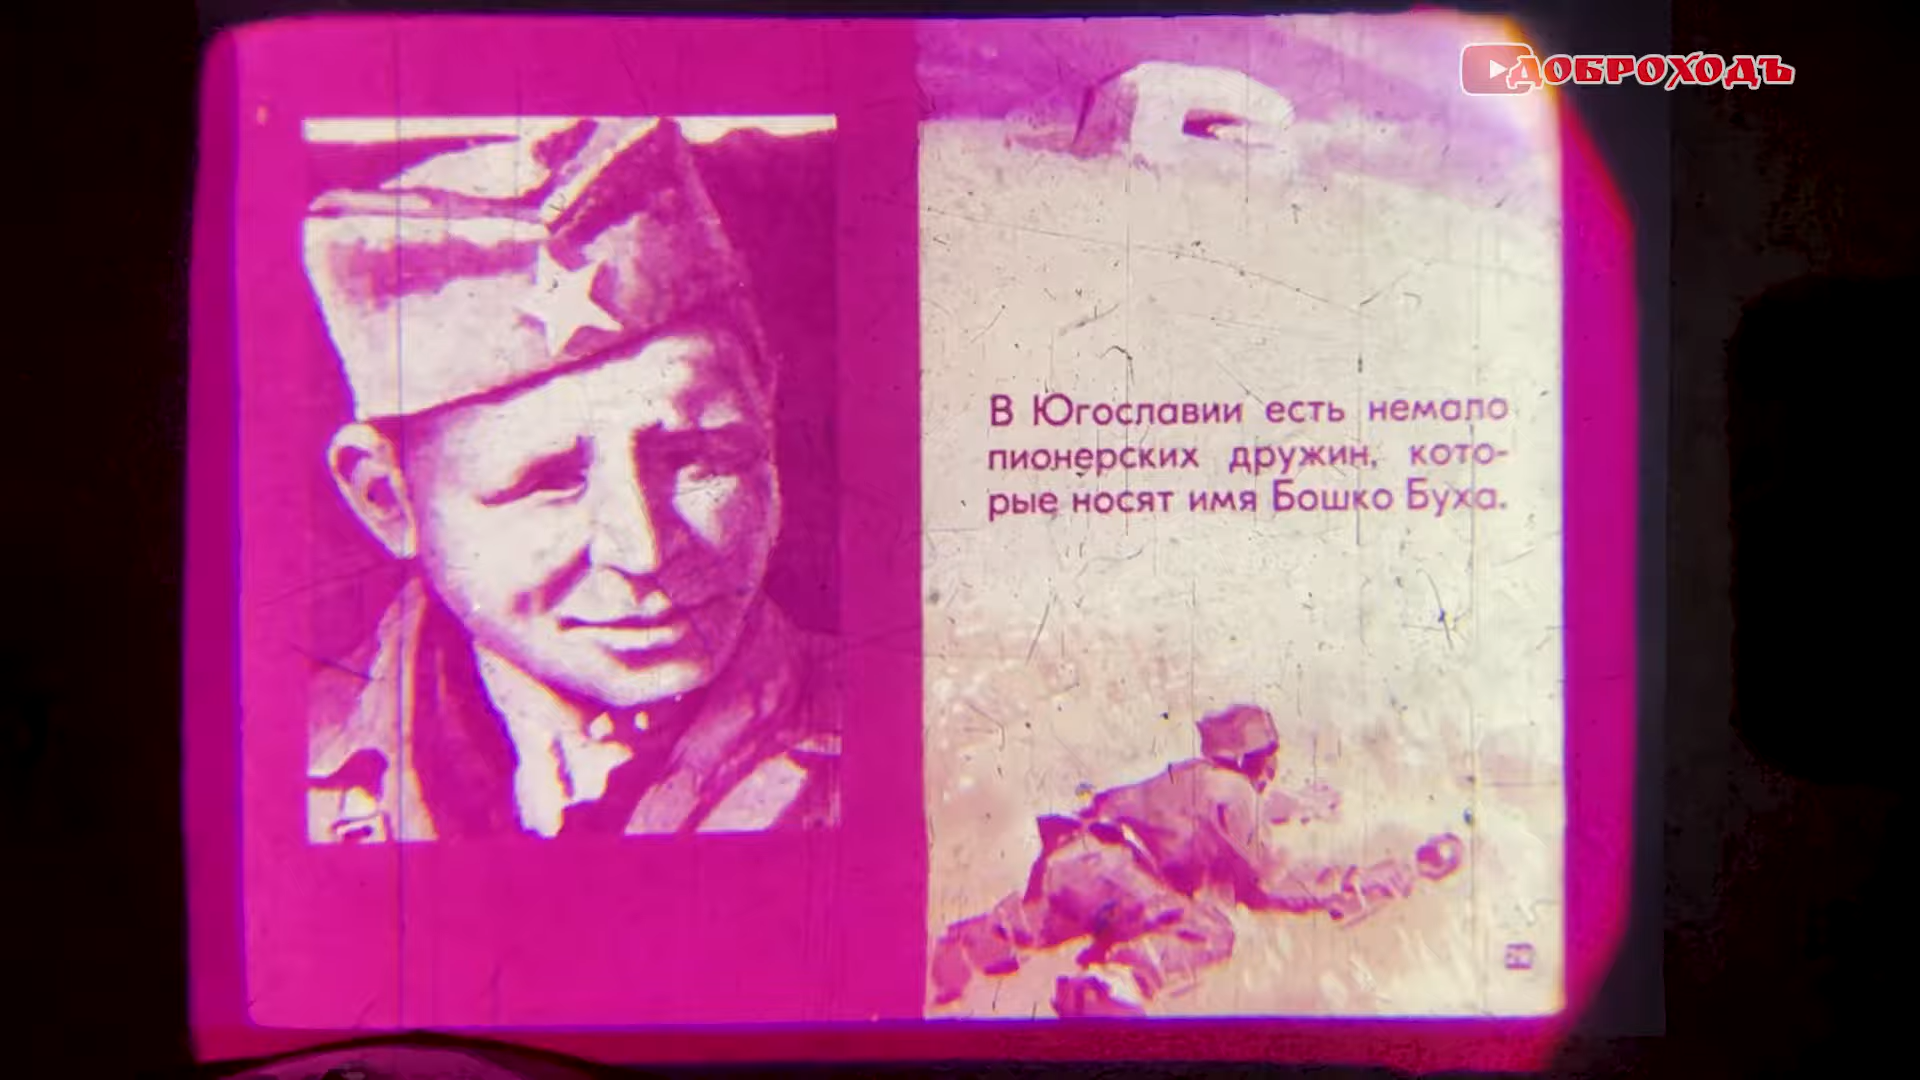 ДОБРОХОДЪ
В Югославии есть немало
пионерских дружин, кото-
рые носят имя Бошко Буха.